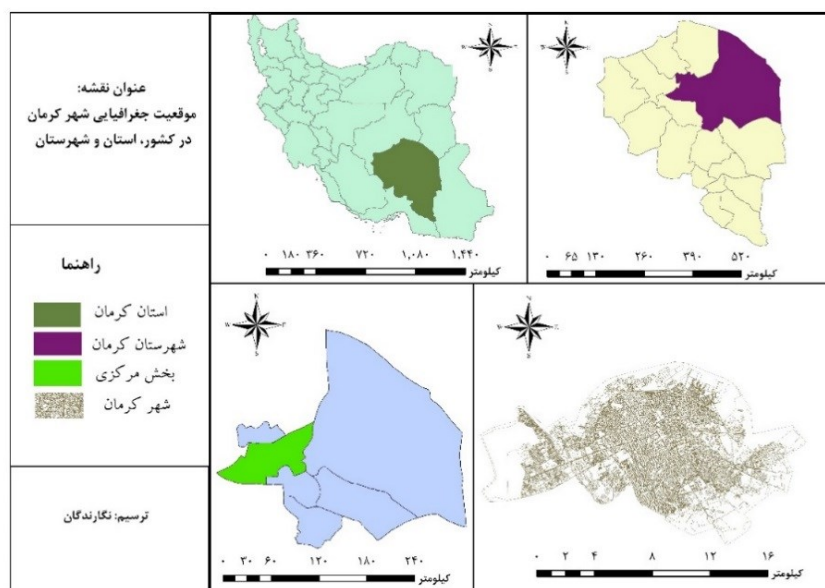 عنوان نقشه:
موقعیت جغرافیایی شهر کرمان
در کشور، استان و شهرستان
راهنما
استان کرمان
شهرستان کرمان
بخش مرکزی
شهر کرمان
ترسیم: نگارندگان
۰ ۱۸۰ ۳۶۰ ۷۲۰ ۱,۰۸۰ ۱,۴۴۰
کیلومتر
۰ ۶۵ ۱۳۰ ۲۶۰ ۳۹۰ ۵۲۰
کیلومتر
۰ ۳۰ ۶۰ ۱۲۰ ۱۸۰ ۲۴۰
کیلومتر
۰ ۲ ۴ ۸ ۱۲ ۱۶
کیلومتر